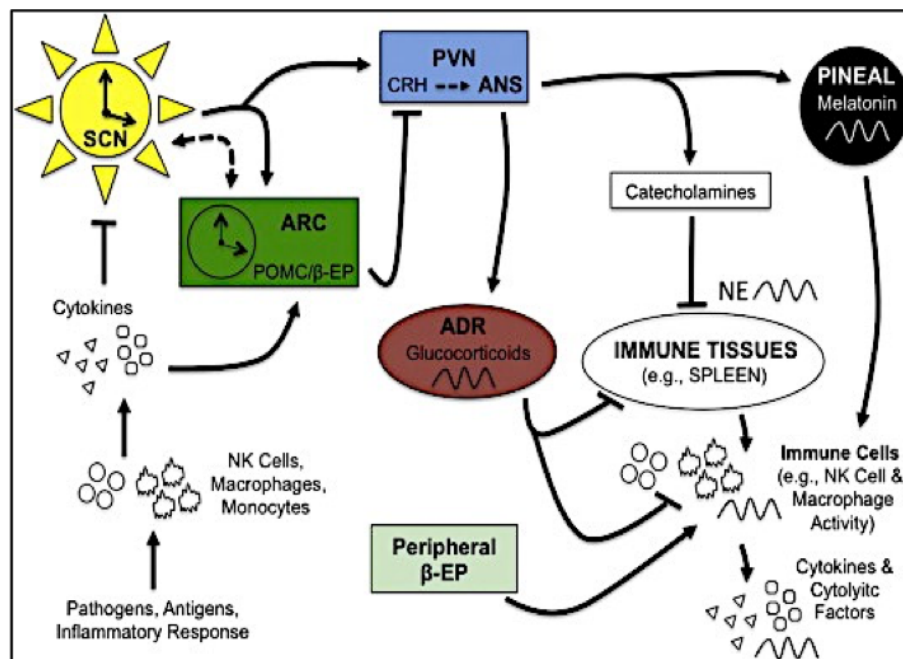 SCN
PVN
CRH ANS
PINEAL
Melatonin
ARC
POMC/β-EP
Catecholamines
Cytokines
NE
ADR
Glucocorticoids
IMMUNE TISSUES
(e.g., SPLEEN)
NK Cells,
Macrophages,
Monocytes
Immune Cells
(e.g., NK Cell &
Macrophage
Activity)
Peripheral
β-EP
Pathogens, Antigens,
Inflammatory Response
Cytokines &
Cytolyitc
Factors